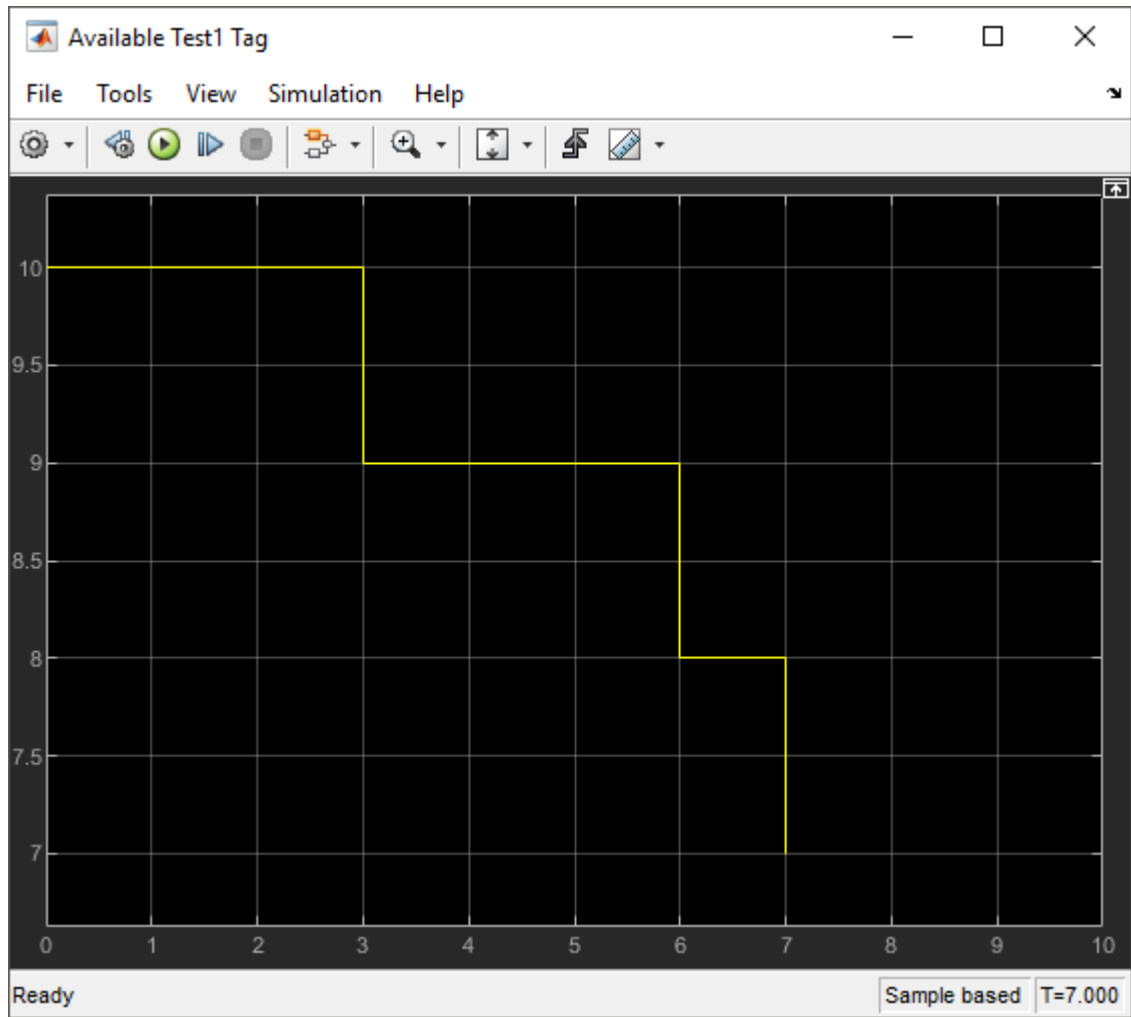 Available Test1 Tag
File Tools View Simulation Help
10
9.5
9
8.5
8
7.5
7
0 1 2 3 4 5 6 7 8 9 10
Ready Sample based T=7.000